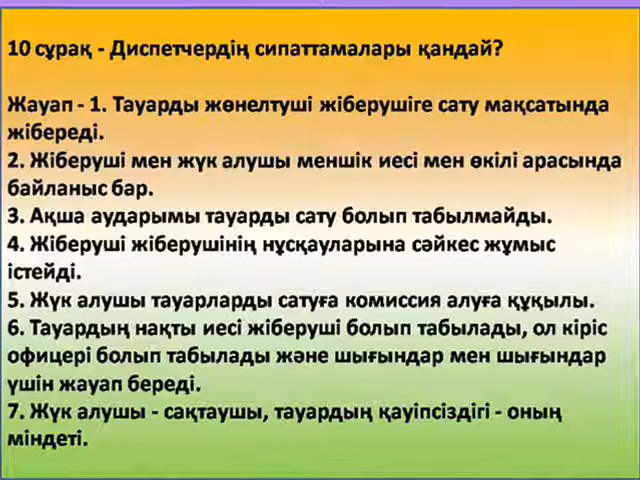 10 сұрақ - Диспетчердің сипаттамалары қандай?
Жауап - 1. Тауарды жөнелтуші жіберушіге сату мақсатында
жібереді.
2. Жіберуші мен жүк алушы меншік иесі мен өкілі арасында
байланыс бар.
3. Ақша аударымы тауарды сату болып табылмайды.
4. Жіберуші жіберушінің нұсқауларына сәйкес жұмыс
істейді.
5. Жүк алушы тауарларды сатуға комиссия алуға құқылы.
6. Тауардың нақты иесі жіберуші болып табылады, ол кіріс
офицері болып табылады және шығындар мен шығындар
үшін жауап береді.
7. Жүк алушы - сақтаушы, тауардың қауіпсіздігі - оның
міндеті.